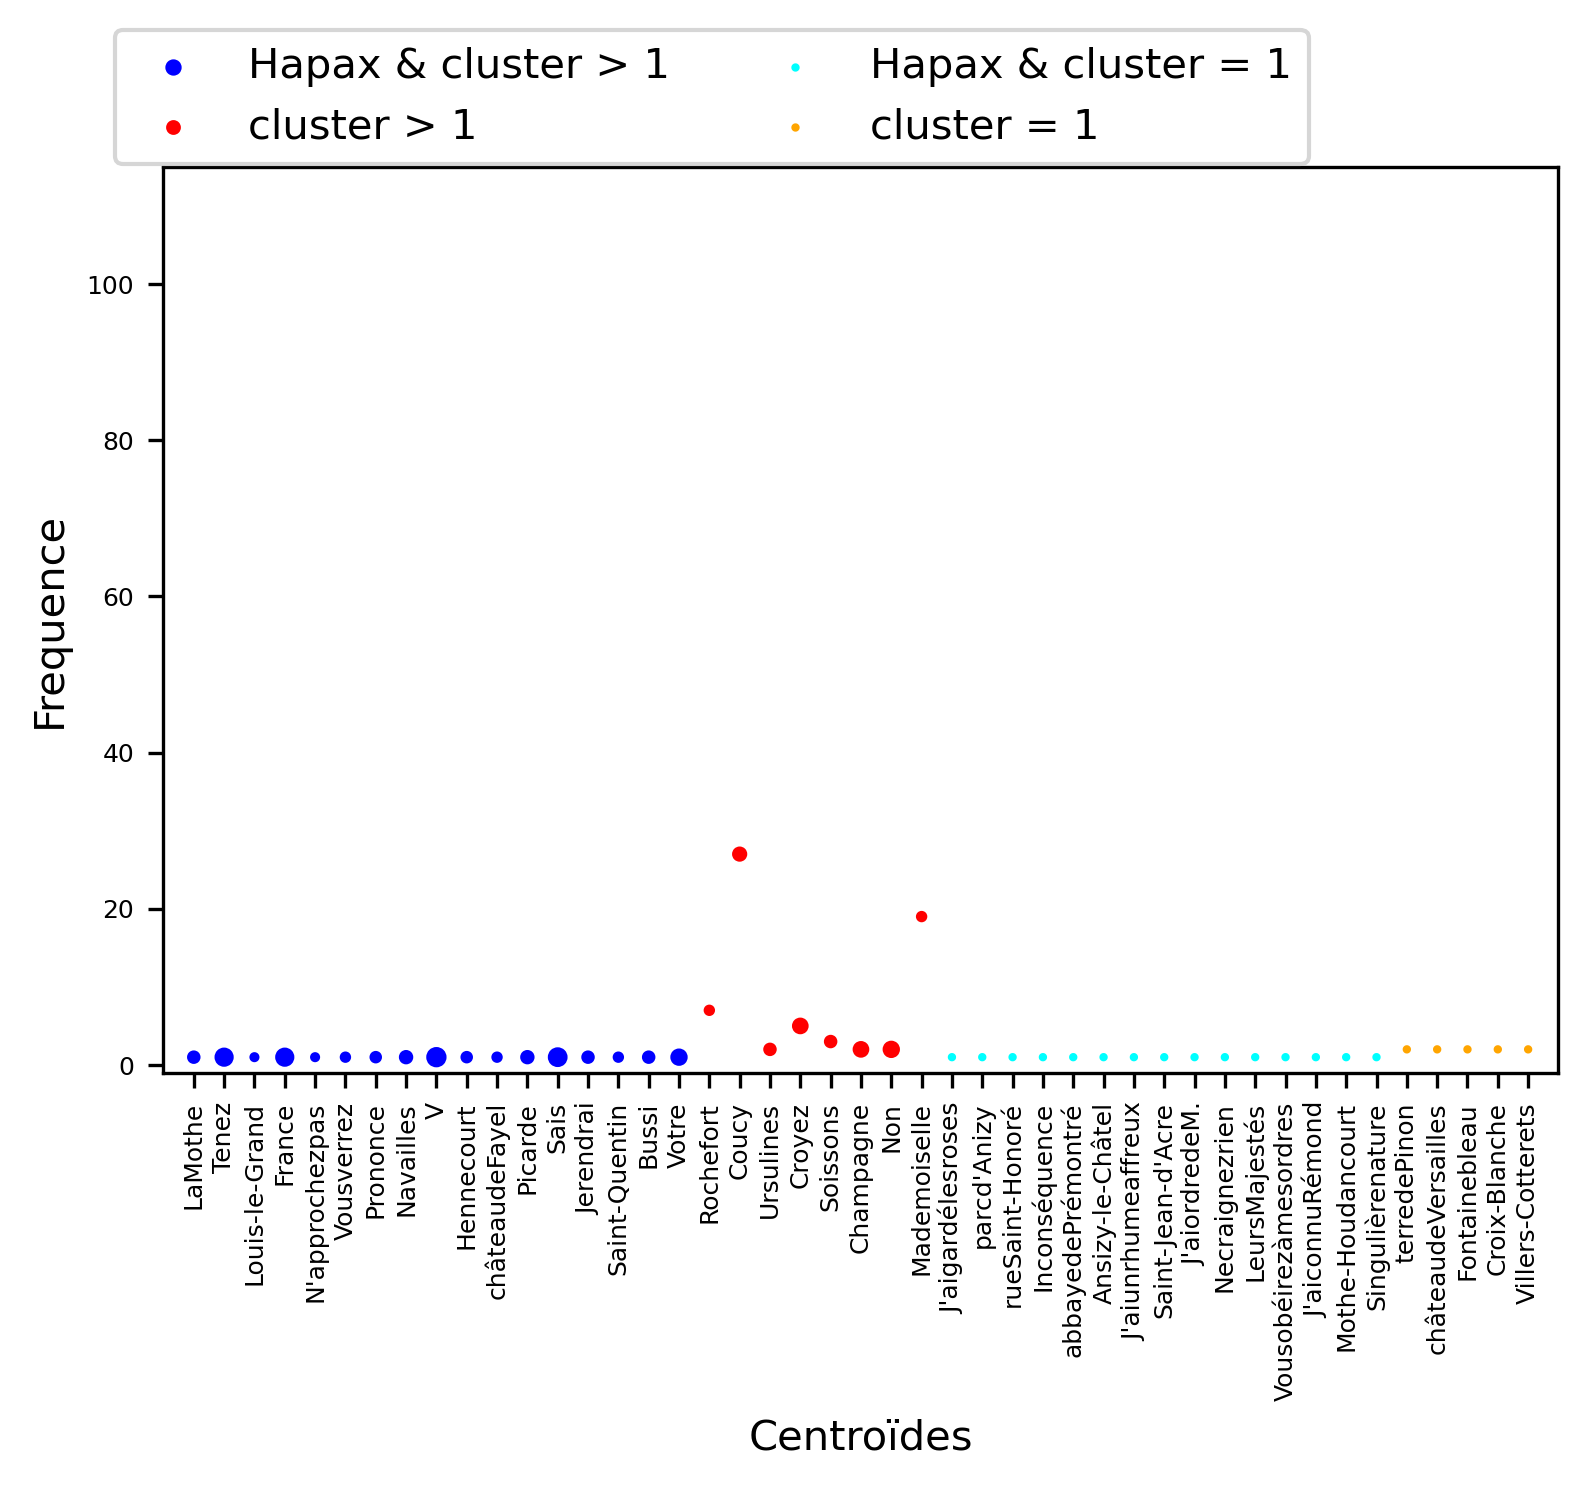 Hapax & cluster > 1
cluster > 1
Hapax & cluster = 1
cluster = 1
Frequence
100
80
60
40
20
0
LaMothe
Tenez
Louis-le-Grand
France
N'approchezpas
Vousverrez
Prononce
Navailles
V
Hennecourt
châteaudeFayel
Picarde
Sais
Jerendrai
Saint-Quentin
Bussi
Votre
Rochefort
Coucy
Ursulines
Croyez
Soissons
Champagne
Non
Mademoiselle
J'aigardélesroses
parcd'Anizy
rueSaint-Honoré
Inconséquence
abbayedePrémontré
Ansizy-le-Châtel
J'aiunrhumeaffreux
Saint-Jean-d'Acre
J'aiordredeM.
Necraignezrien
LeursMajestés
Vousobéirezàmesordres
J'aiconnuRémond
Mothe-Houdancourt
Singulièrenature
terredePinon
châteaudeVersailles
Fontainebleau
Croix-Blanche
Villers-Cotterets
Centroïdes